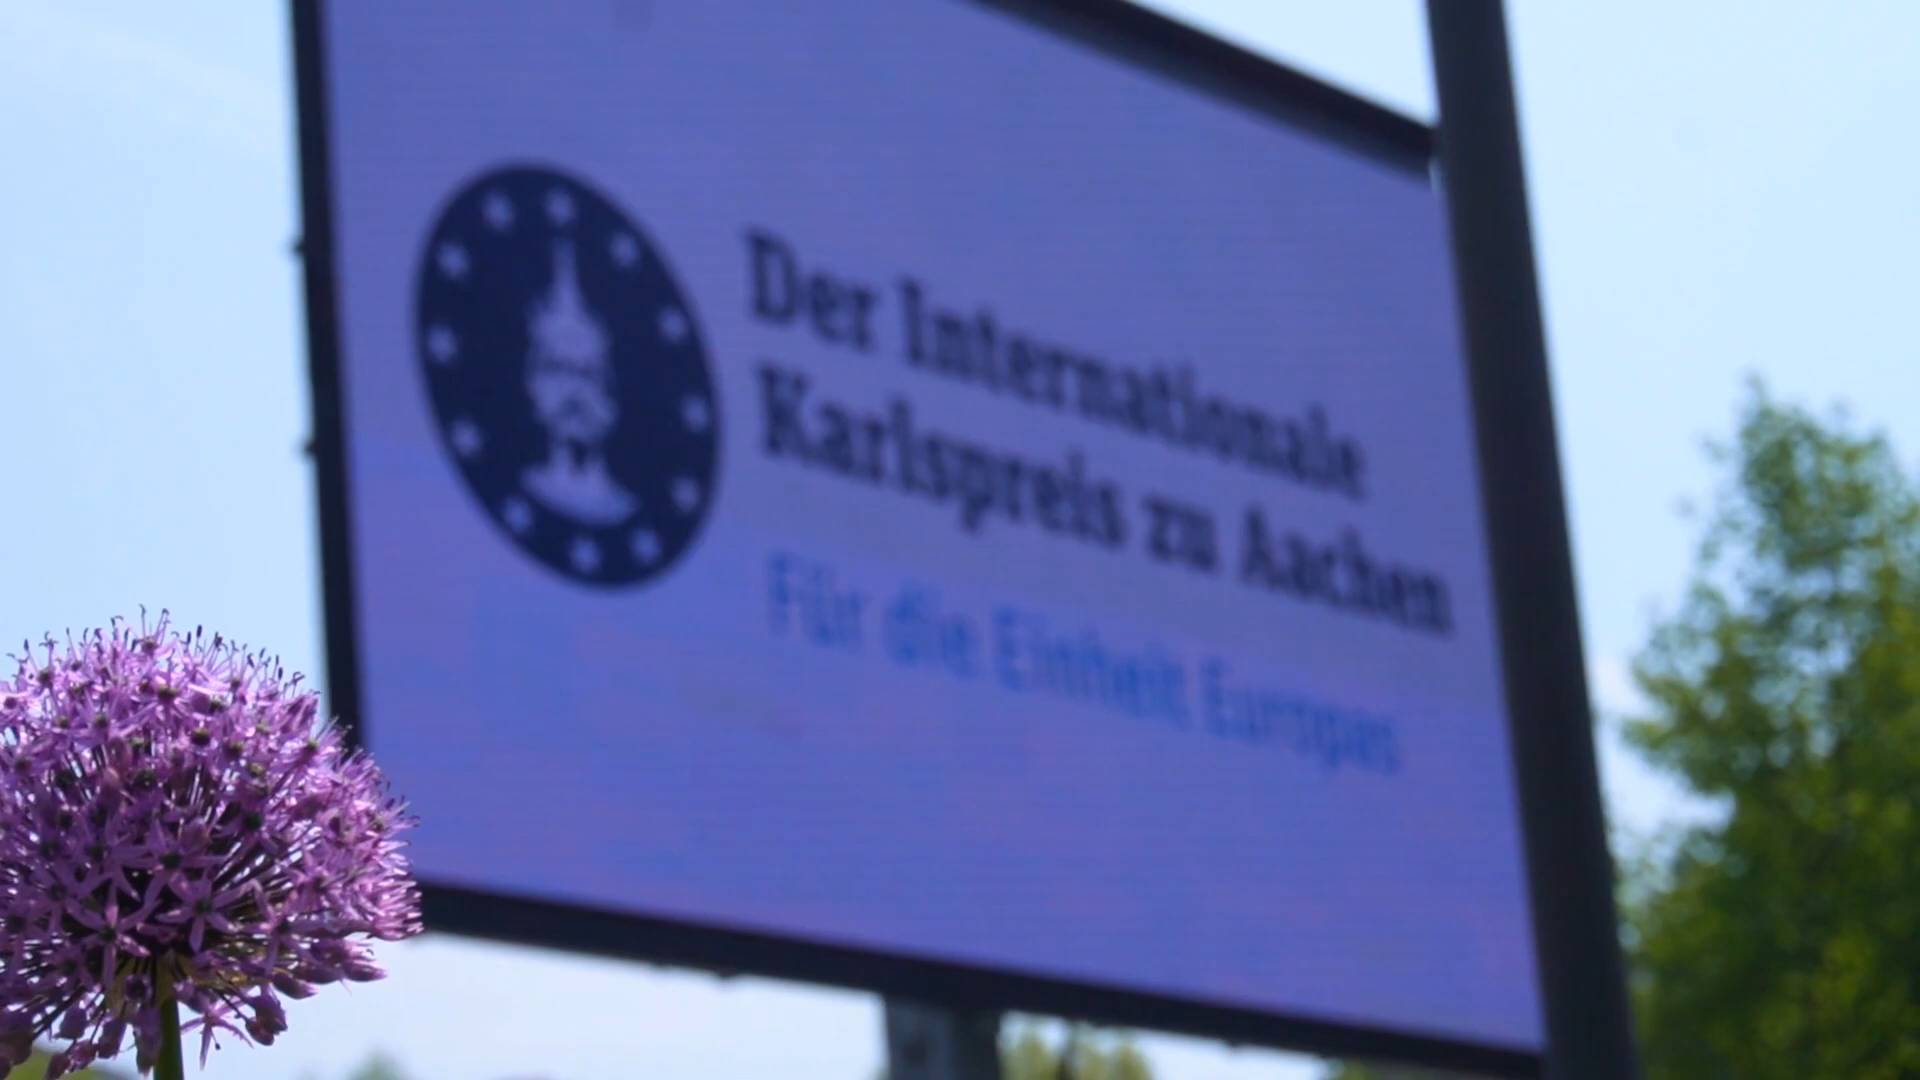 Der Internationale
Karlspreis zu Aachen
Für die Einheit Europas